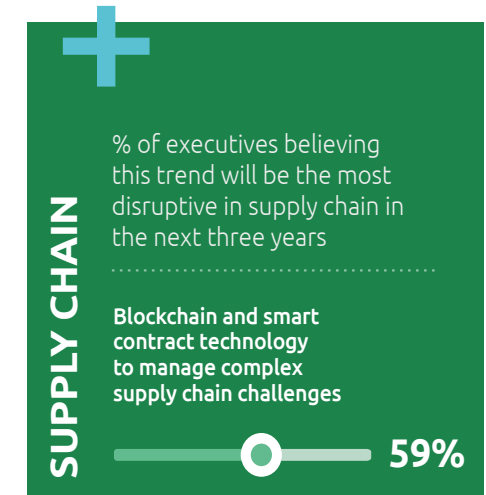 SUPPLY CHAIN
% of executives believing
this trend will be the most
disruptive in supply chain in
the next three years
Blockchain and smart
contract technology
to manage complex
supply chain challenges
59%